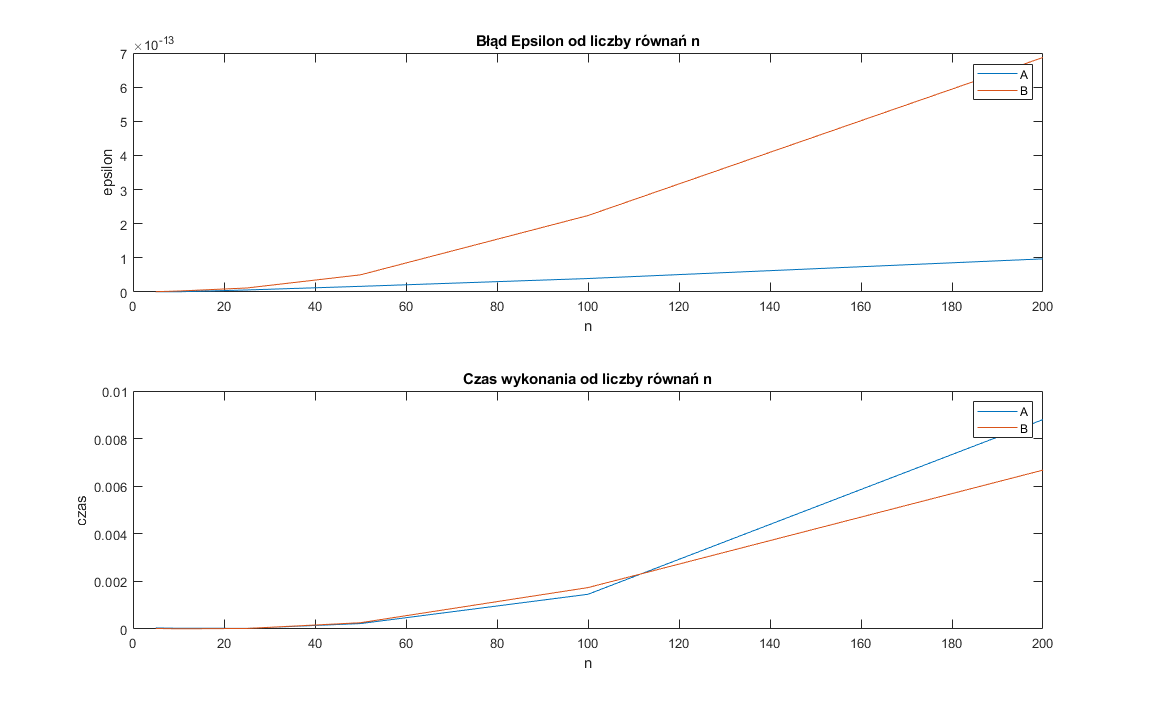 Błąd Epsilon od liczby równań n
×10-13
7
6
5
4
3
2
1
0
epsilon
0 20 40 60 80 100 120 140 160 180 200
n
A
B
Czas wykonania od liczby równań n
0.01
0.008
0.006
0.004
0.002
0
czas
0 20 40 60 80 100 120 140 160 180 200
n
A
B